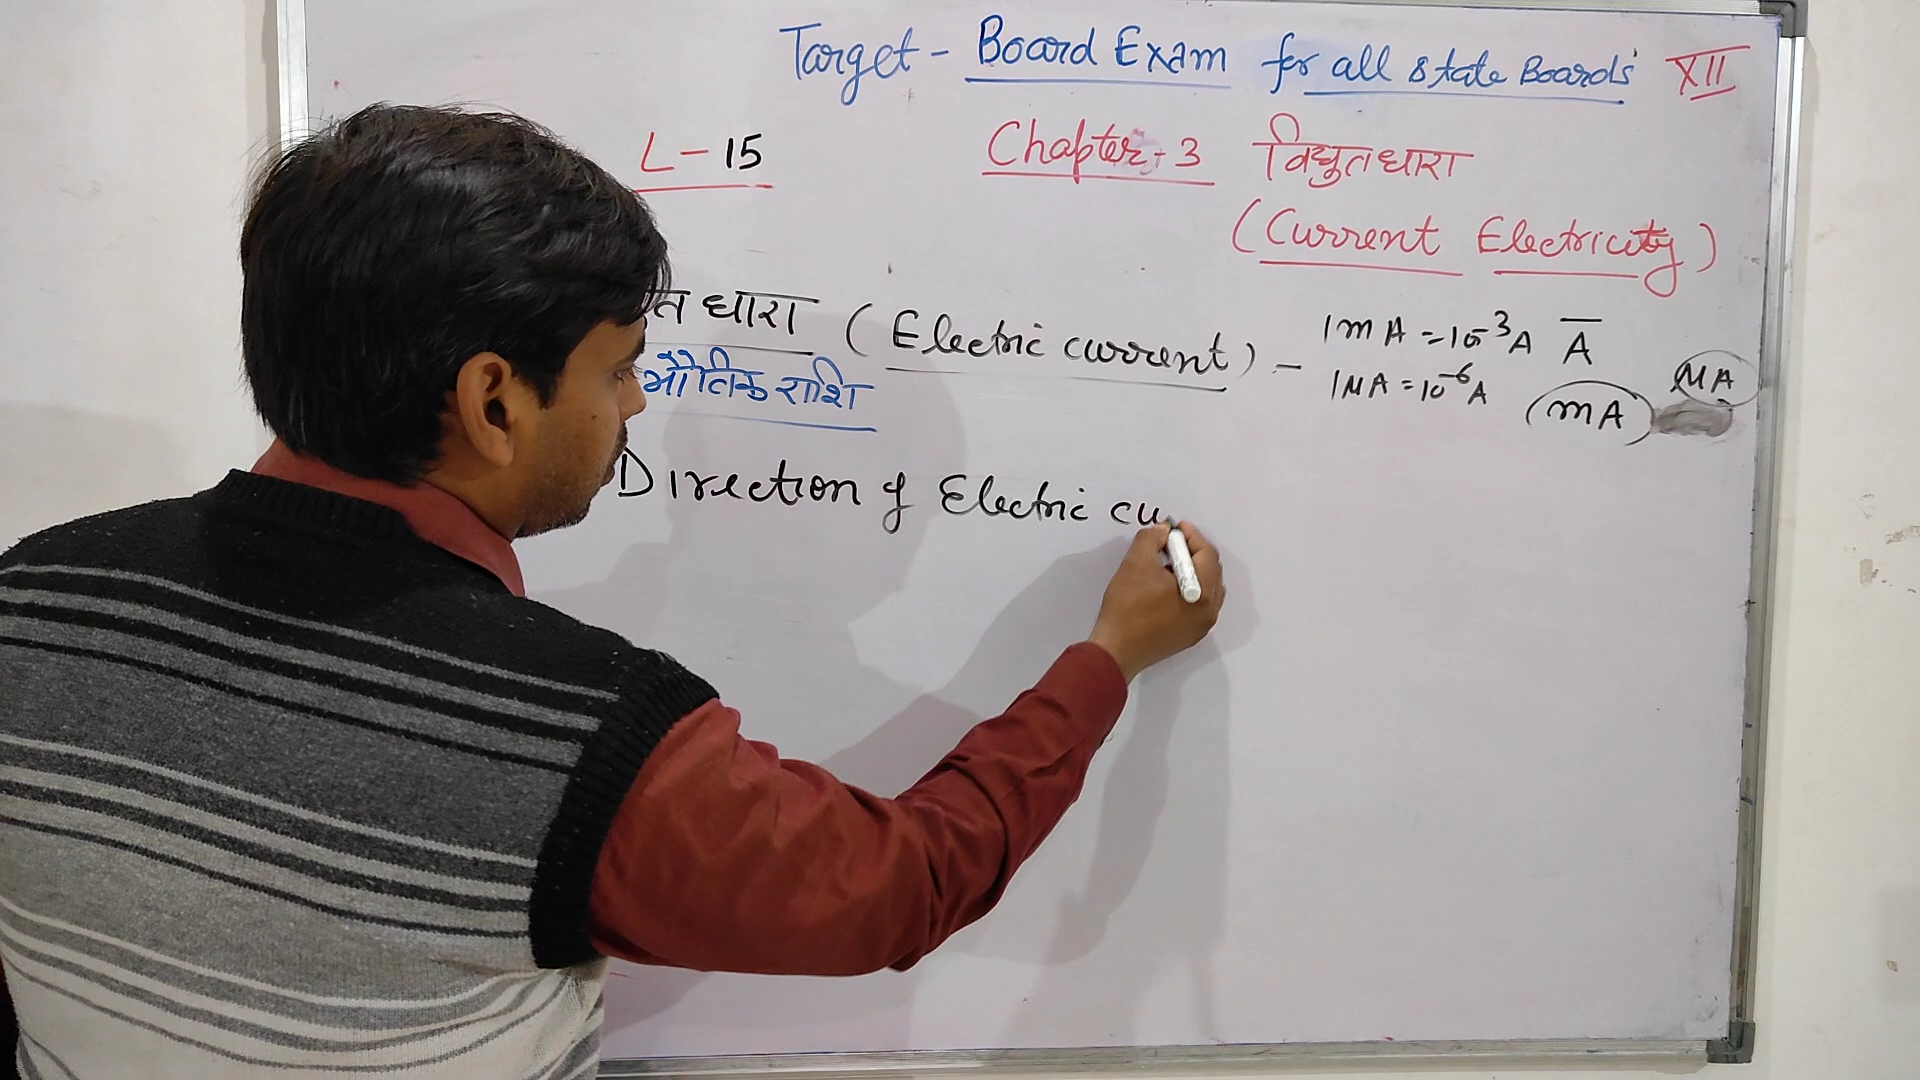 Target - Board Exam for all state Boards XII
L - 15 Chapter - 3 विद्युत धारा
(Current Electricity)
त धारा (Electric current) - 1mA = 10⁻³A A
भौतिक राशि 1μA = 10⁻⁶A (mA) μA
Direction of Electric cu